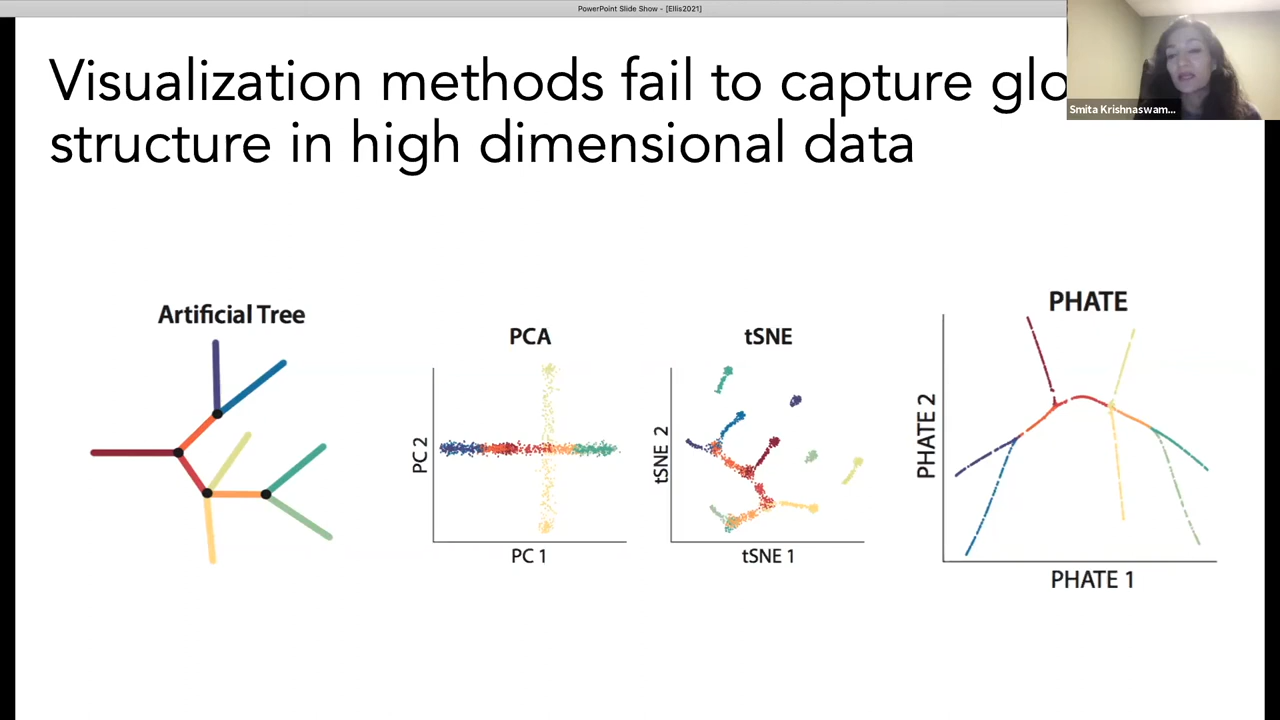 PowerPoint Slide Show - [Ellis2021]
Visualization methods fail to capture glo
structure in high dimensional data
Smita Krishnaswam...
Artificial Tree
PCA
PC 2
PC 1
tSNE
tSNE 2
tSNE 1
PHATE
PHATE 2
PHATE 1